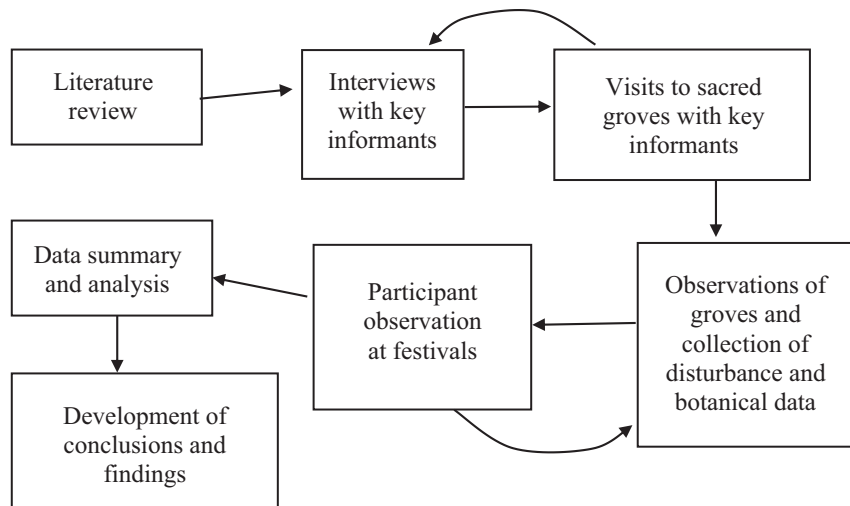 Literature
review
Interviews
with key
informants
Visits to sacred
groves with key
informants
Observations of
groves and
collection of
disturbance and
botanical data
Participant
observation
at festivals
Data summary
and analysis
Development of
conclusions and
findings